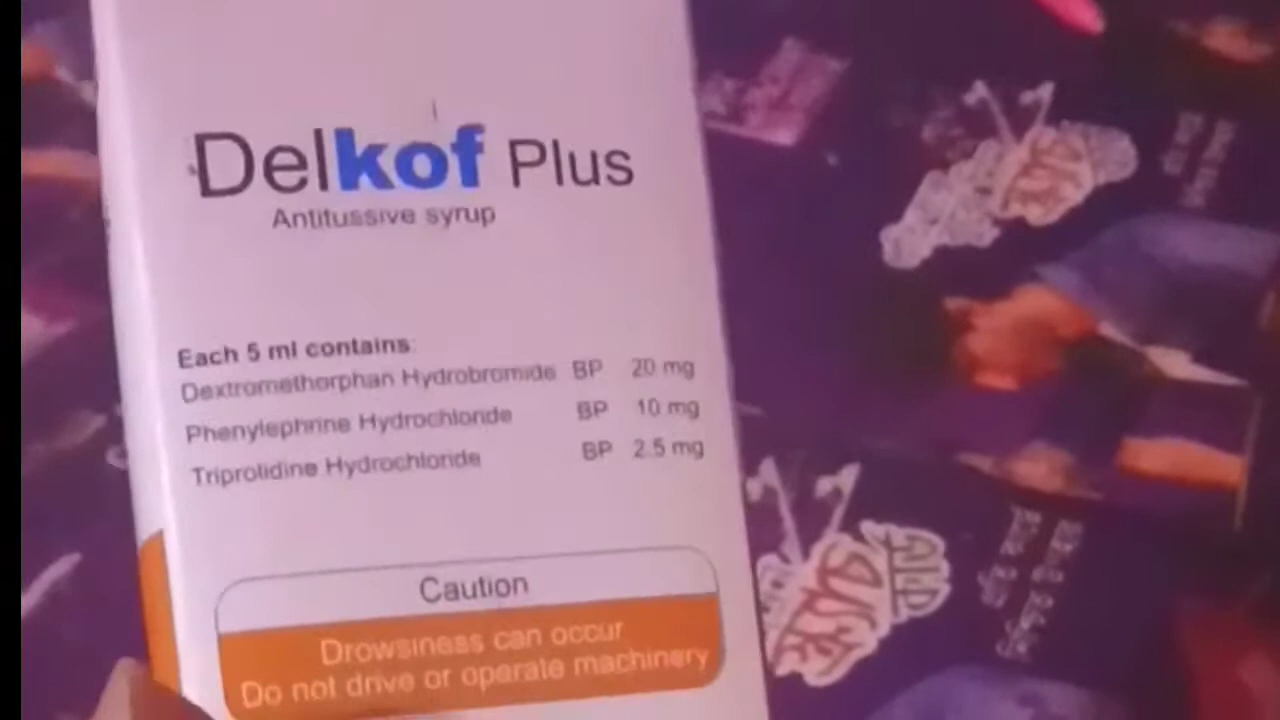 Delkof Plus
Antitussive syrup
Each 5 ml contains:
Dextromethorphan Hydrobromide BP 20 mg
Phenylephrine Hydrochloride BP 10 mg
Triprolidine Hydrochloride BP 2.5 mg
Caution
Drowsiness can occur
Do not drive or operate machinery